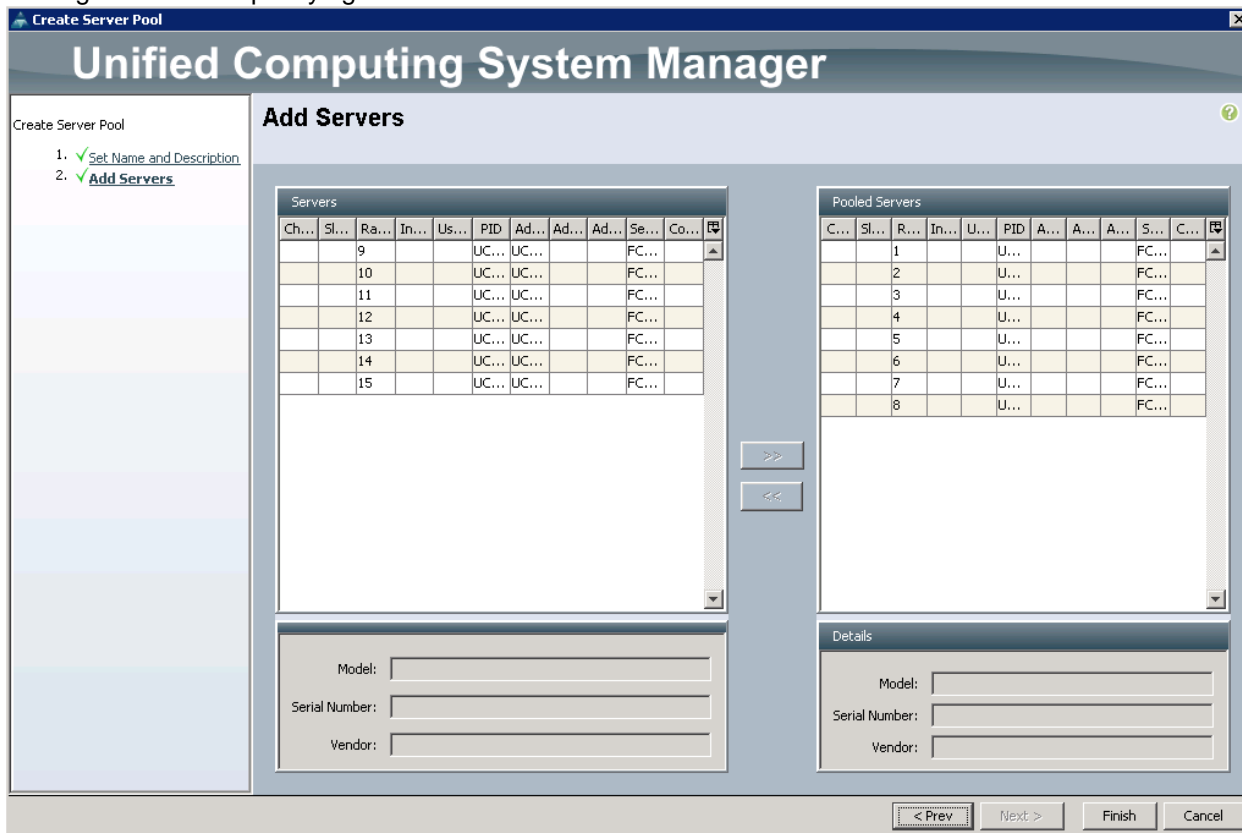 Create Server Pool
Unified Computing System Manager
Create Server Pool
1. Set Name and Description
2. Add Servers
Add Servers
Servers
Ch... Sl... Ra... In... Us... PID Ad... Ad... Ad... Se... Co...
9 UC... UC... FC...
10 UC... UC... FC...
11 UC... UC... FC...
12 UC... UC... FC...
13 UC... UC... FC...
14 UC... UC... FC...
15 UC... UC... FC...
>>
<<
Pooled Servers
C... Sl... R... In... U... PID A... A... A... S... C...
1 U... FC...
2 U... FC...
3 U... FC...
4 U... FC...
5 U... FC...
6 U... FC...
7 U... FC...
8 U... FC...
Model:
Serial Number:
Vendor:
Details
Model:
Serial Number:
Vendor:
< Prev Next > Finish Cancel